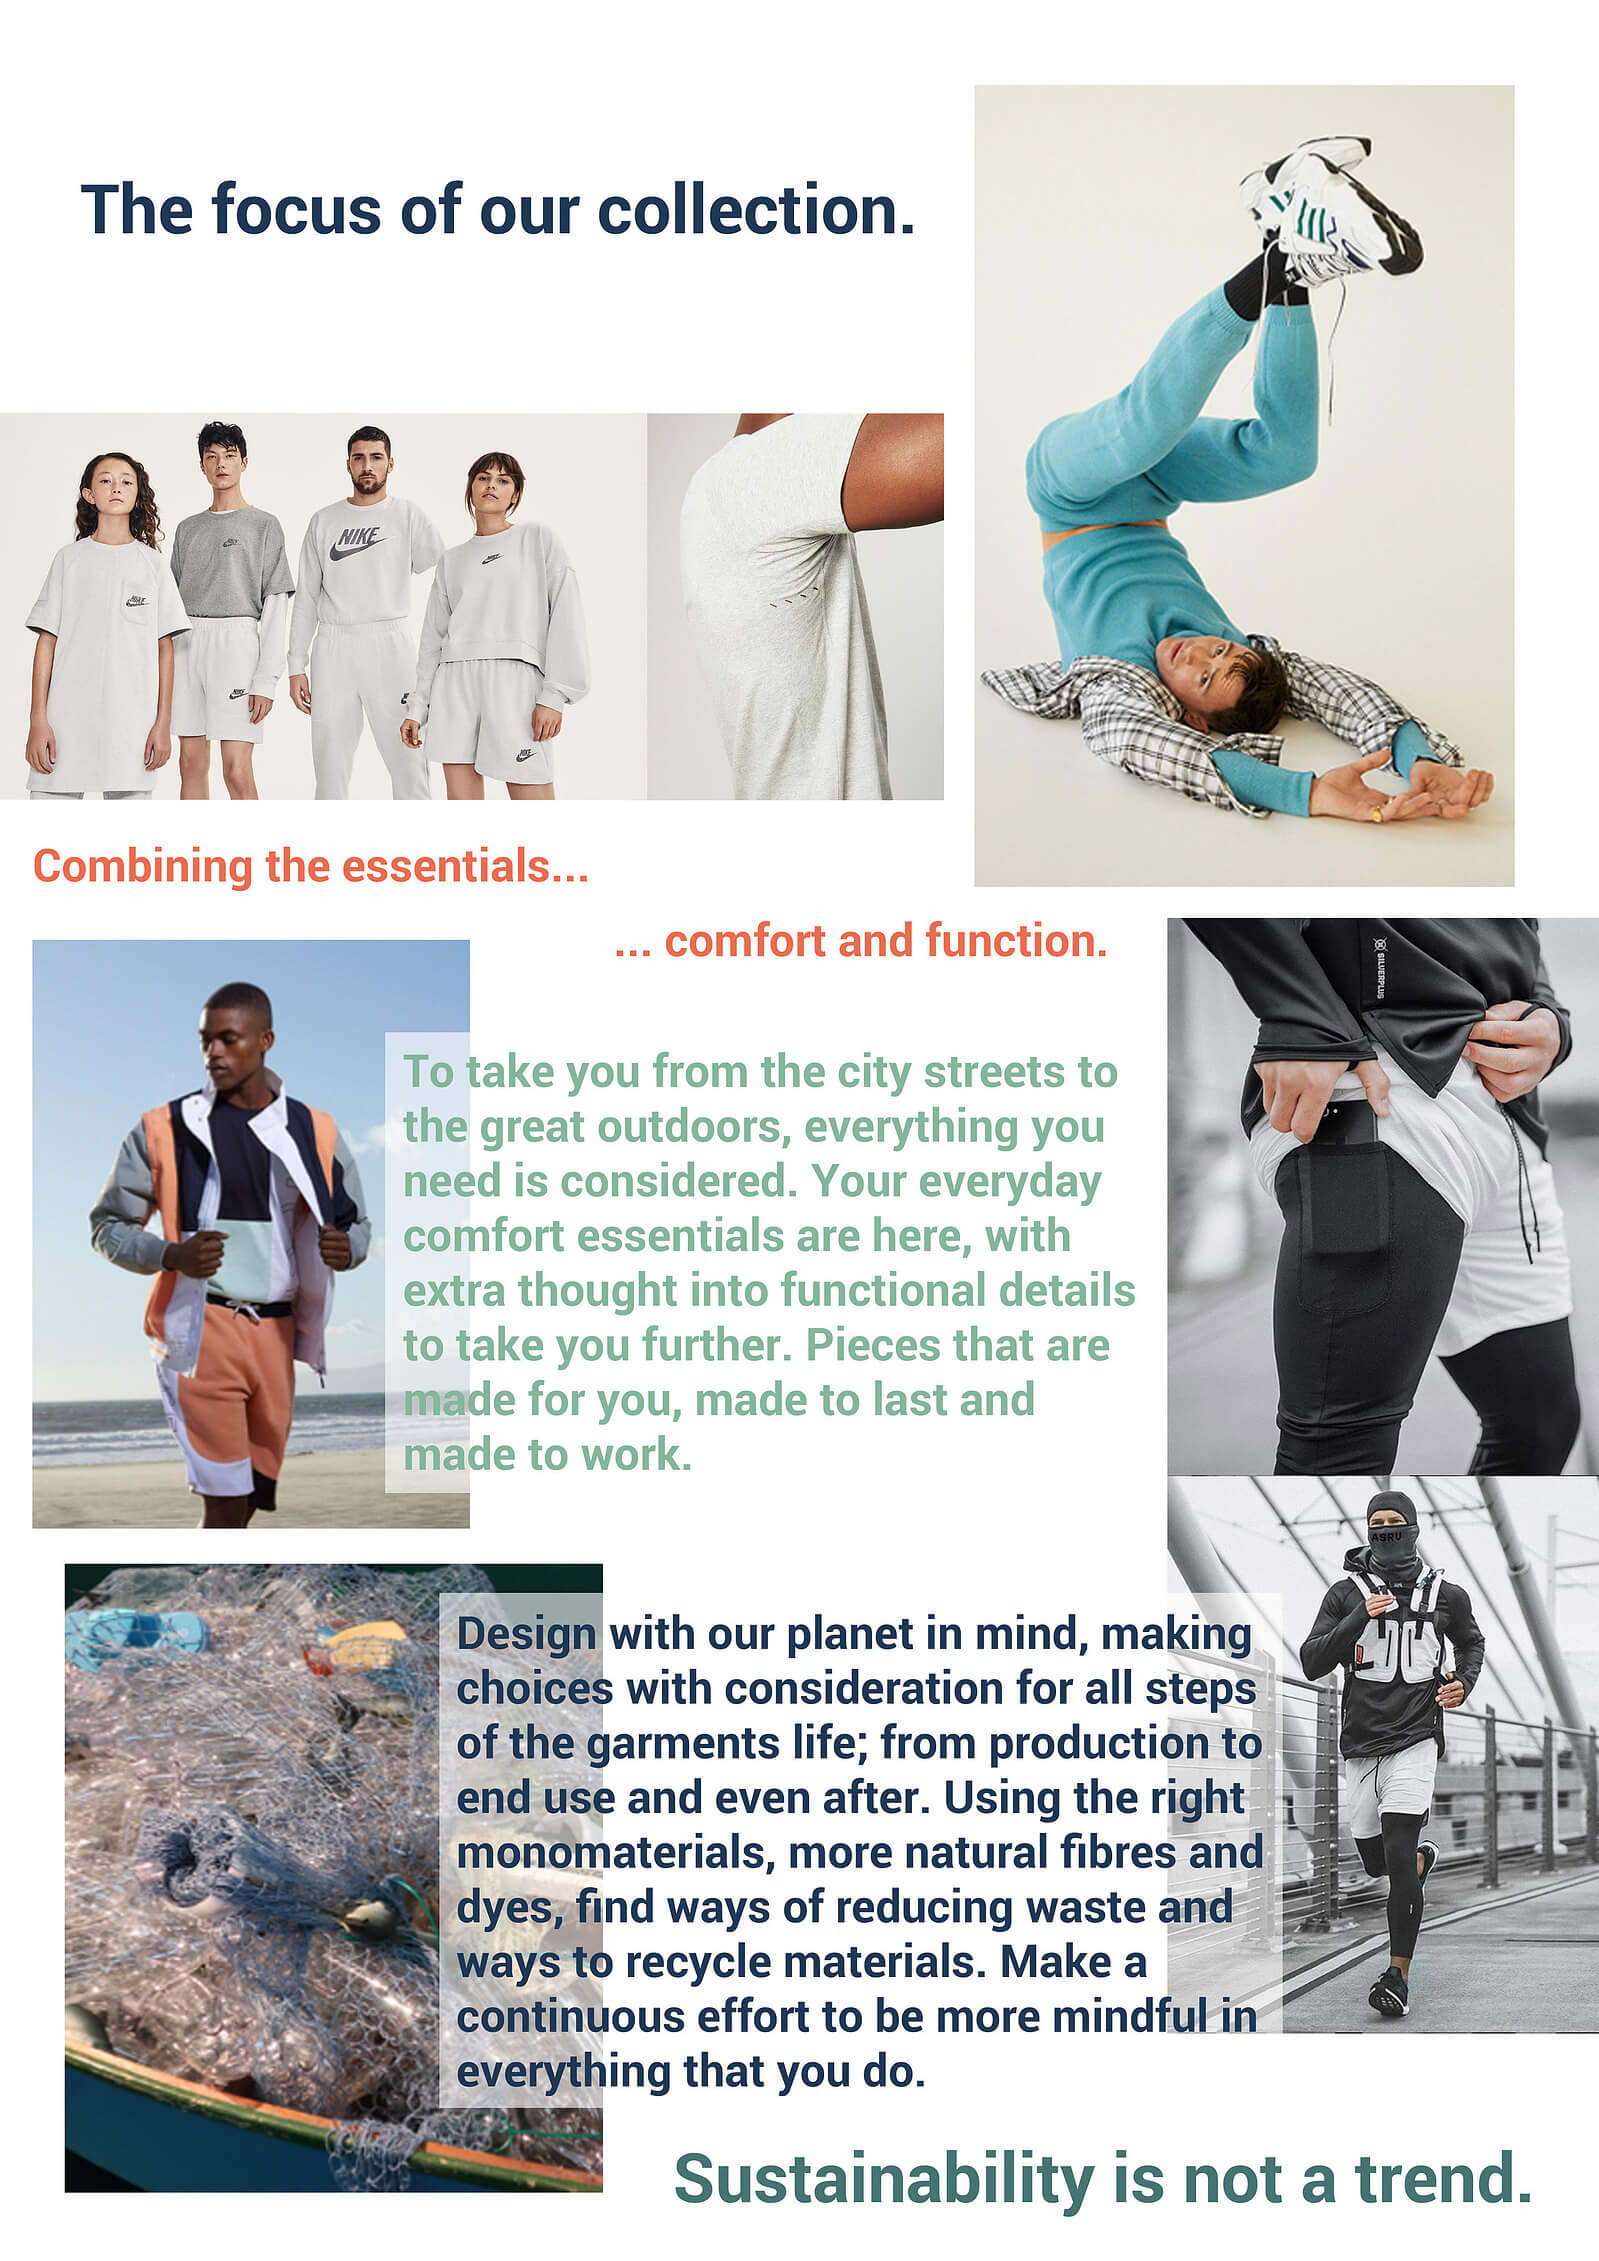 The focus of our collection.
NIKE
NIKE
NIKE
NIKE
NIKE
NIKE
Combining the essentials...
... comfort and function.
SILVERPLUS
To take you from the city streets to
the great outdoors, everything you
need is considered. Your everyday
comfort essentials are here, with
extra thought into functional details
to take you further. Pieces that are
made for you, made to last and
made to work.
ASRV
Design with our planet in mind, making
choices with consideration for all steps
of the garments life; from production to
end use and even after. Using the right
monomaterials, more natural fibres and
dyes, find ways of reducing waste and
ways to recycle materials. Make a
continuous effort to be more mindful in
everything that you do.
Sustainability is not a trend.